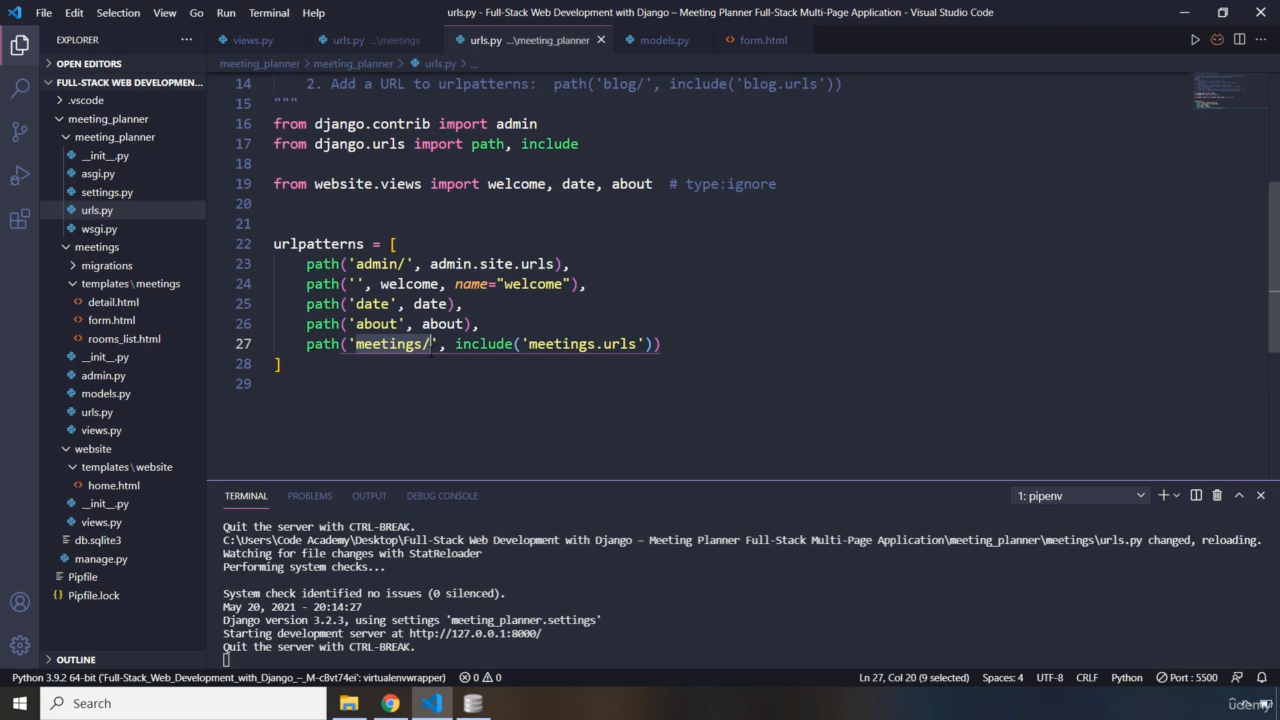 File Edit Selection View Go Run Terminal Help
urls.py - Full-Stack Web Development with Django – Meeting Planner Full-Stack Multi-Page Application - Visual Studio Code
EXPLORER
views.py
urls.py ...\meetings
urls.py ...\meeting_planner
models.py
form.html
OPEN EDITORS
FULL-STACK WEB DEVELOPMEN...
.vscode
meeting_planner
meeting_planner
__init__.py
asgi.py
settings.py
urls.py
wsgi.py
meetings
migrations
templates\meetings
detail.html
form.html
rooms_list.html
__init__.py
admin.py
models.py
urls.py
views.py
website
templates\website
home.html
__init__.py
views.py
db.sqlite3
manage.py
Pipfile
Pipfile.lock
OUTLINE
meeting_planner > meeting_planner > urls.py > ...
14 2. Add a URL to urlpatterns: path('blog/', include('blog.urls'))
15 """
16 from django.contrib import admin
17 from django.urls import path, include
18
19 from website.views import welcome, date, about # type:ignore
20
21
22 urlpatterns = [
23 path('admin/', admin.site.urls),
24 path('', welcome, name="welcome"),
25 path('date', date),
26 path('about', about),
27 path('meetings/', include('meetings.urls'))
28 ]
29
TERMINAL PROBLEMS OUTPUT DEBUG CONSOLE
1: pipenv
Quit the server with CTRL-BREAK.
C:\Users\Code Academy\Desktop\Full-Stack Web Development with Django – Meeting Planner Full-Stack Multi-Page Application\meeting_planner\meetings\urls.py changed, reloading.
Watching for file changes with StatReloader
Performing system checks...
System check identified no issues (0 silenced).
May 20, 2021 - 20:14:27
Django version 3.2.3, using settings 'meeting_planner.settings'
Starting development server at http://127.0.0.1:8000/
Quit the server with CTRL-BREAK.
Python 3.9.2 64-bit ('Full-Stack_Web_Development_with_Django_–_M-cBvt74ei': virtualenvwrapper) 0 0 Ln 27, Col 20 (9 selected) Spaces: 4 UTF-8 CRLF Python Port : 5500
Search